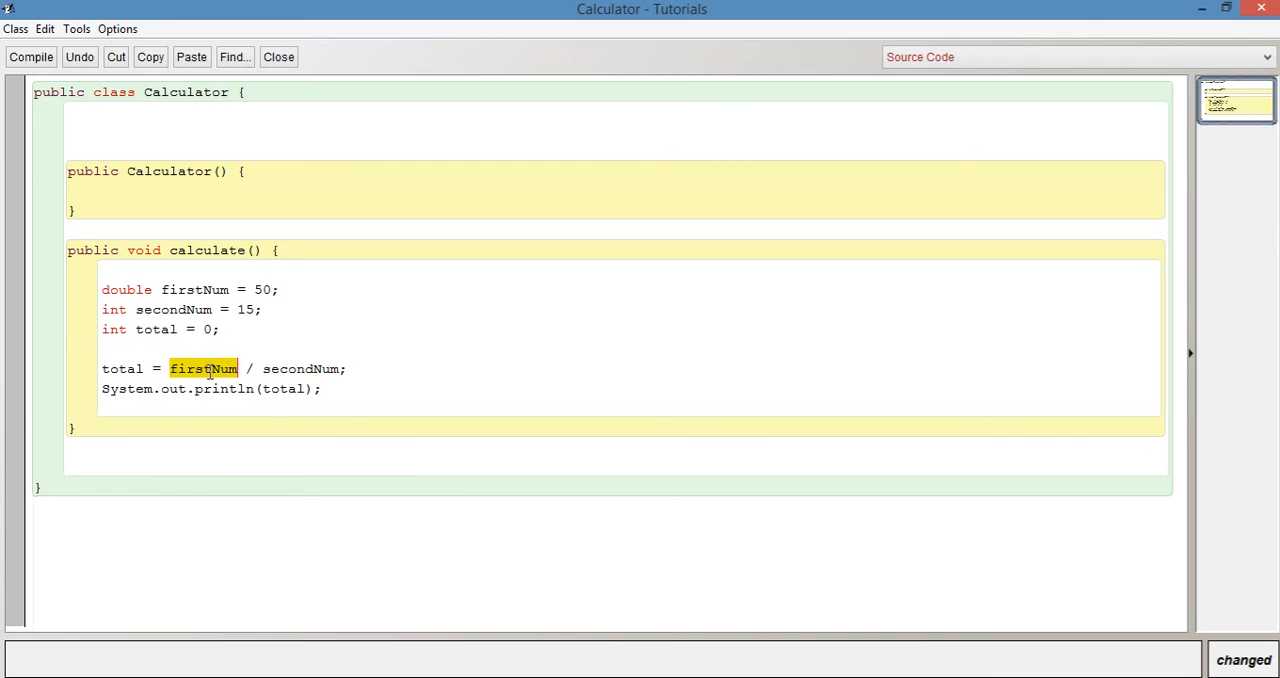 Calculator - Tutorials
Class Edit Tools Options
Compile Undo Cut Copy Paste Find... Close Source Code
public class Calculator {
public Calculator() {
}
public void calculate() {
double firstNum = 50;
int secondNum = 15;
int total = 0;
total = firstNum / secondNum;
System.out.println(total);
}
}
changed